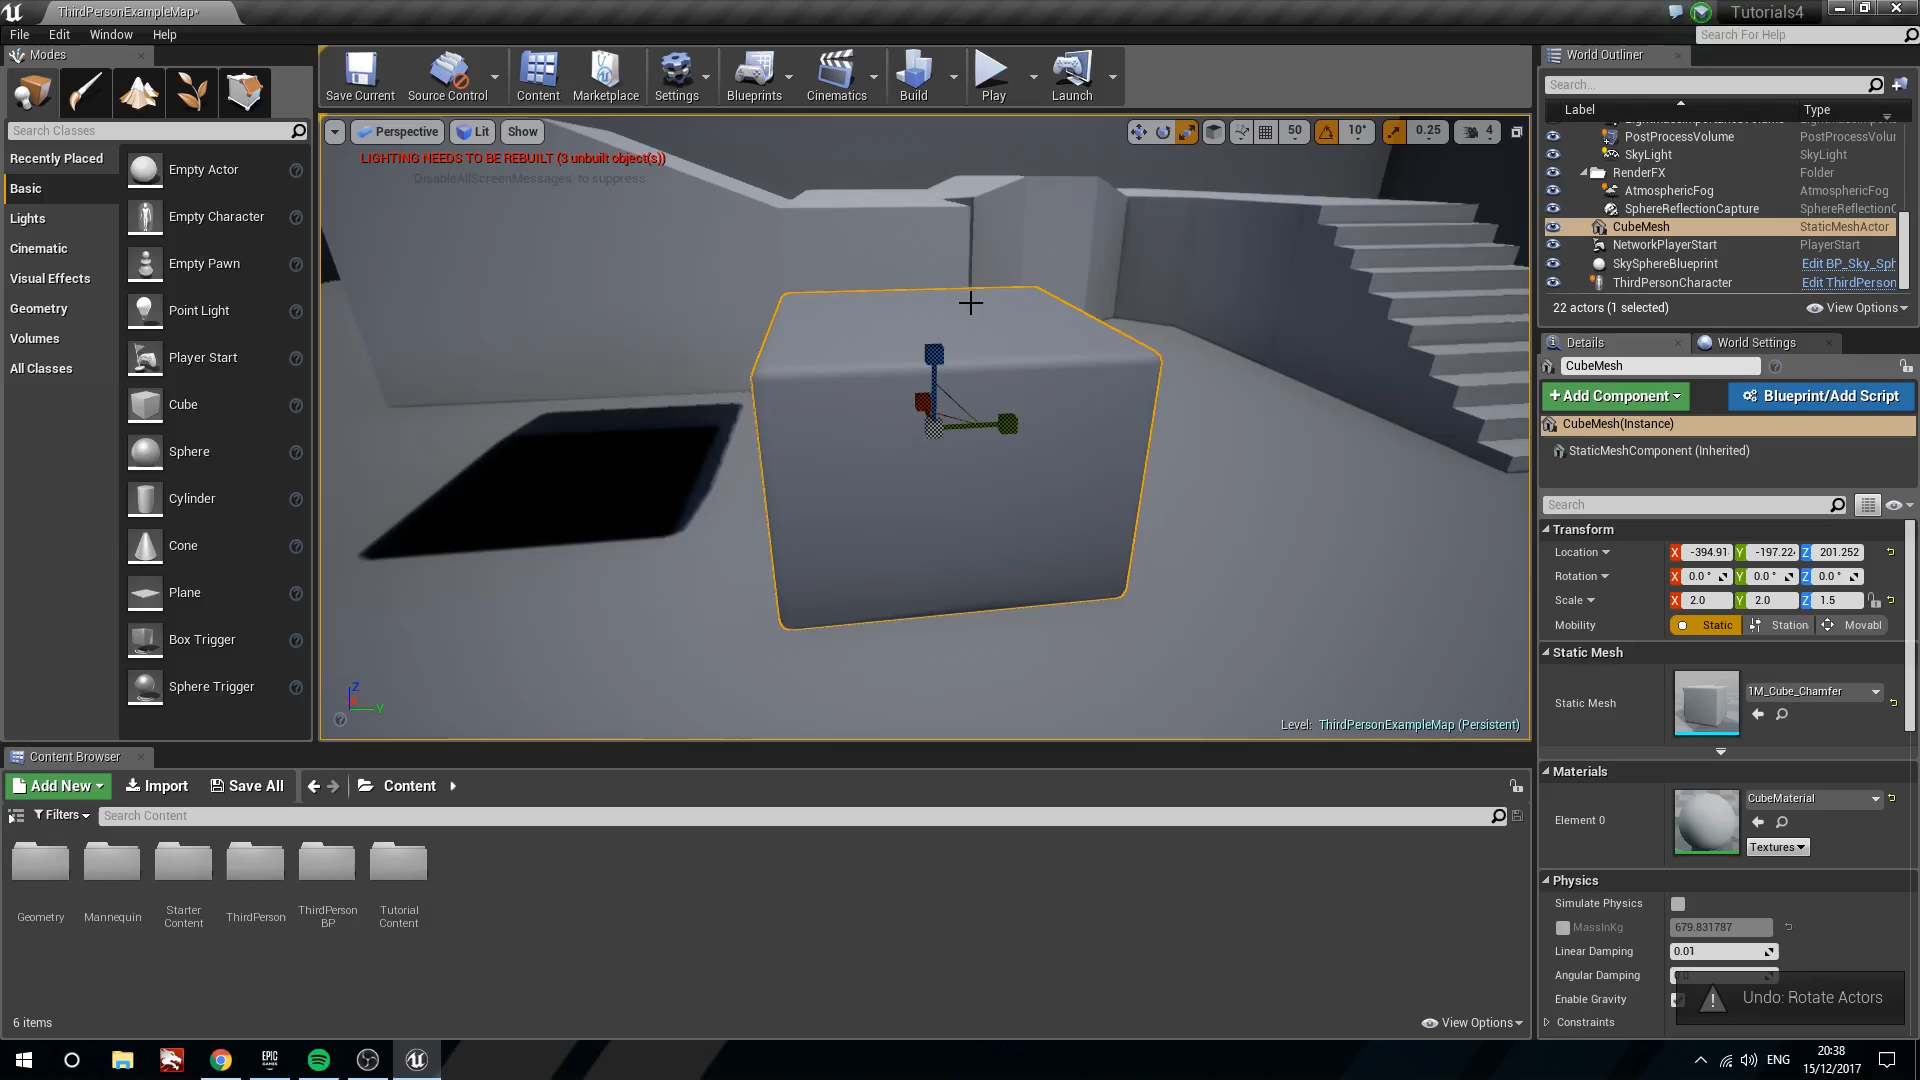 ThirdPersonExampleMap*
Tutorials4
File
Edit
Window
Help
Search For Help
Modes
Save Current
Source Control
Content
Marketplace
Settings
Blueprints
Cinematics
Build
Play
Launch
Search Classes
Recently Placed
Basic
Lights
Cinematic
Visual Effects
Geometry
Volumes
All Classes
Empty Actor
Empty Character
Empty Pawn
Point Light
Player Start
Cube
Sphere
Cylinder
Cone
Plane
Box Trigger
Sphere Trigger
Perspective
Lit
Show
50
10°
0.25
4
LIGHTING NEEDS TO BE REBUILT (3 unbuilt object(s))
'DisableAllScreenMessages' to suppress
Z
Y
Level: ThirdPersonExampleMap (Persistent)
World Outliner
Search...
Label
Type
PostProcessVolume
PostProcessVolur
SkyLight
SkyLight
RenderFX
Folder
AtmosphericFog
AtmosphericFog
SphereReflectionCapture
SphereReflectionC
CubeMesh
StaticMeshActor
NetworkPlayerStart
PlayerStart
SkySphereBlueprint
Edit BP_Sky_Sph
ThirdPersonCharacter
Edit ThirdPerson
22 actors (1 selected)
View Options
Details
World Settings
CubeMesh
+Add Component
Blueprint/Add Script
CubeMesh(Instance)
StaticMeshComponent (Inherited)
Search
Transform
Location
X -394.91
Y -197.22
Z 201.252
Rotation
X 0.0 °
Y 0.0 °
Z 0.0 °
Scale
X 2.0
Y 2.0
Z 1.5
Mobility
Static
Station
Movabl
Static Mesh
Static Mesh
1M_Cube_Chamfer
Materials
Element 0
CubeMaterial
Textures
Physics
Simulate Physics
MassInKg
679.831787
Linear Damping
0.01
Angular Damping
Enable Gravity
Constraints
Undo: Rotate Actors
Content Browser
Add New
Import
Save All
Content
Filters
Search Content
Geometry
Mannequin
Starter Content
ThirdPerson
ThirdPerson BP
Tutorial Content
6 items
View Options
EPIC GAMES
ENG
20:38
15/12/2017